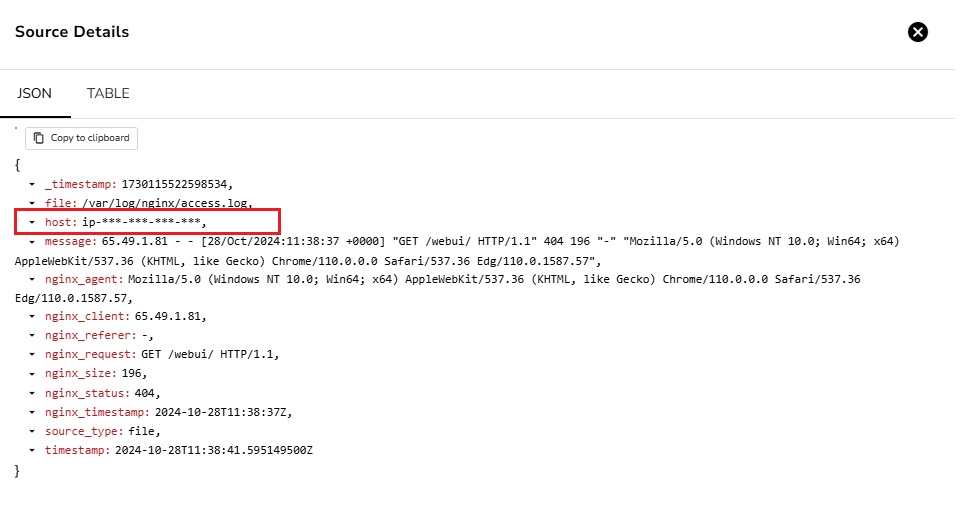 Source Details
JSON TABLE
Copy to clipboard
{
_timestamp: 1730115522598534,
file: /var/log/nginx/access.log,
host: ip-***-***-***-***,
message: 65.49.1.81 - - [28/Oct/2024:11:38:37 +0000] "GET /webui/ HTTP/1.1" 404 196 "-" "Mozilla/5.0 (Windows NT 10.0; Win64; x64)
AppleWebKit/537.36 (KHTML, like Gecko) Chrome/110.0.0.0 Safari/537.36 Edg/110.0.1587.57",
nginx_agent: Mozilla/5.0 (Windows NT 10.0; Win64; x64) AppleWebKit/537.36 (KHTML, like Gecko) Chrome/110.0.0.0 Safari/537.36
Edg/110.0.1587.57,
nginx_client: 65.49.1.81,
nginx_referer: -,
nginx_request: GET /webui/ HTTP/1.1,
nginx_size: 196,
nginx_status: 404,
nginx_timestamp: 2024-10-28T11:38:37Z,
source_type: file,
timestamp: 2024-10-28T11:38:41.595149500Z
}